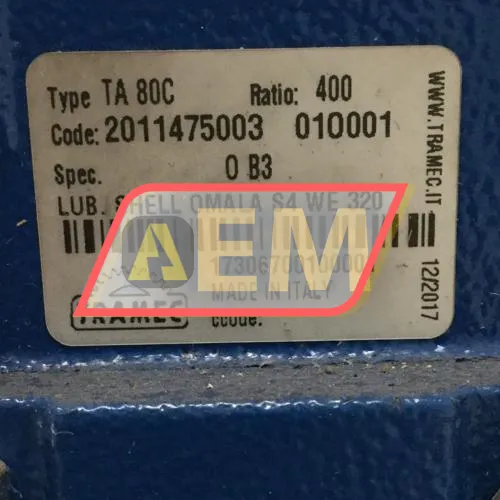 Type TA 80C Ratio: 400
Code: 2011475003 010001
Spec. O B3
LUB. SHELL OMALA S4 WE 320
AEM
MADE IN ITALY
TRAMEC
ccode:
WWW.TRAMEC.IT
12/2017